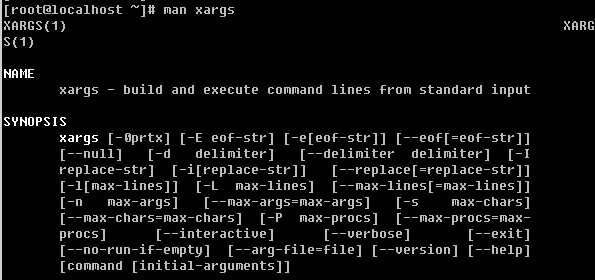 [root@localhost ~]# man xargs
XARGS(1) XARG
S(1)
NAME
xargs - build and execute command lines from standard input
SYNOPSIS
xargs [-0prtx] [-E eof-str] [-e[eof-str]] [--eof[=eof-str]]
[--null] [-d delimiter] [--delimiter delimiter] [-I
replace-str] [-i[replace-str]] [--replace[=replace-str]]
[-l[max-lines]] [-L max-lines] [--max-lines[=max-lines]]
[-n max-args] [--max-args=max-args] [-s max-chars]
[--max-chars=max-chars] [-P max-procs] [--max-procs=max-
procs] [--interactive] [--verbose] [--exit]
[--no-run-if-empty] [--arg-file=file] [--version] [--help]
[command [initial-arguments]]